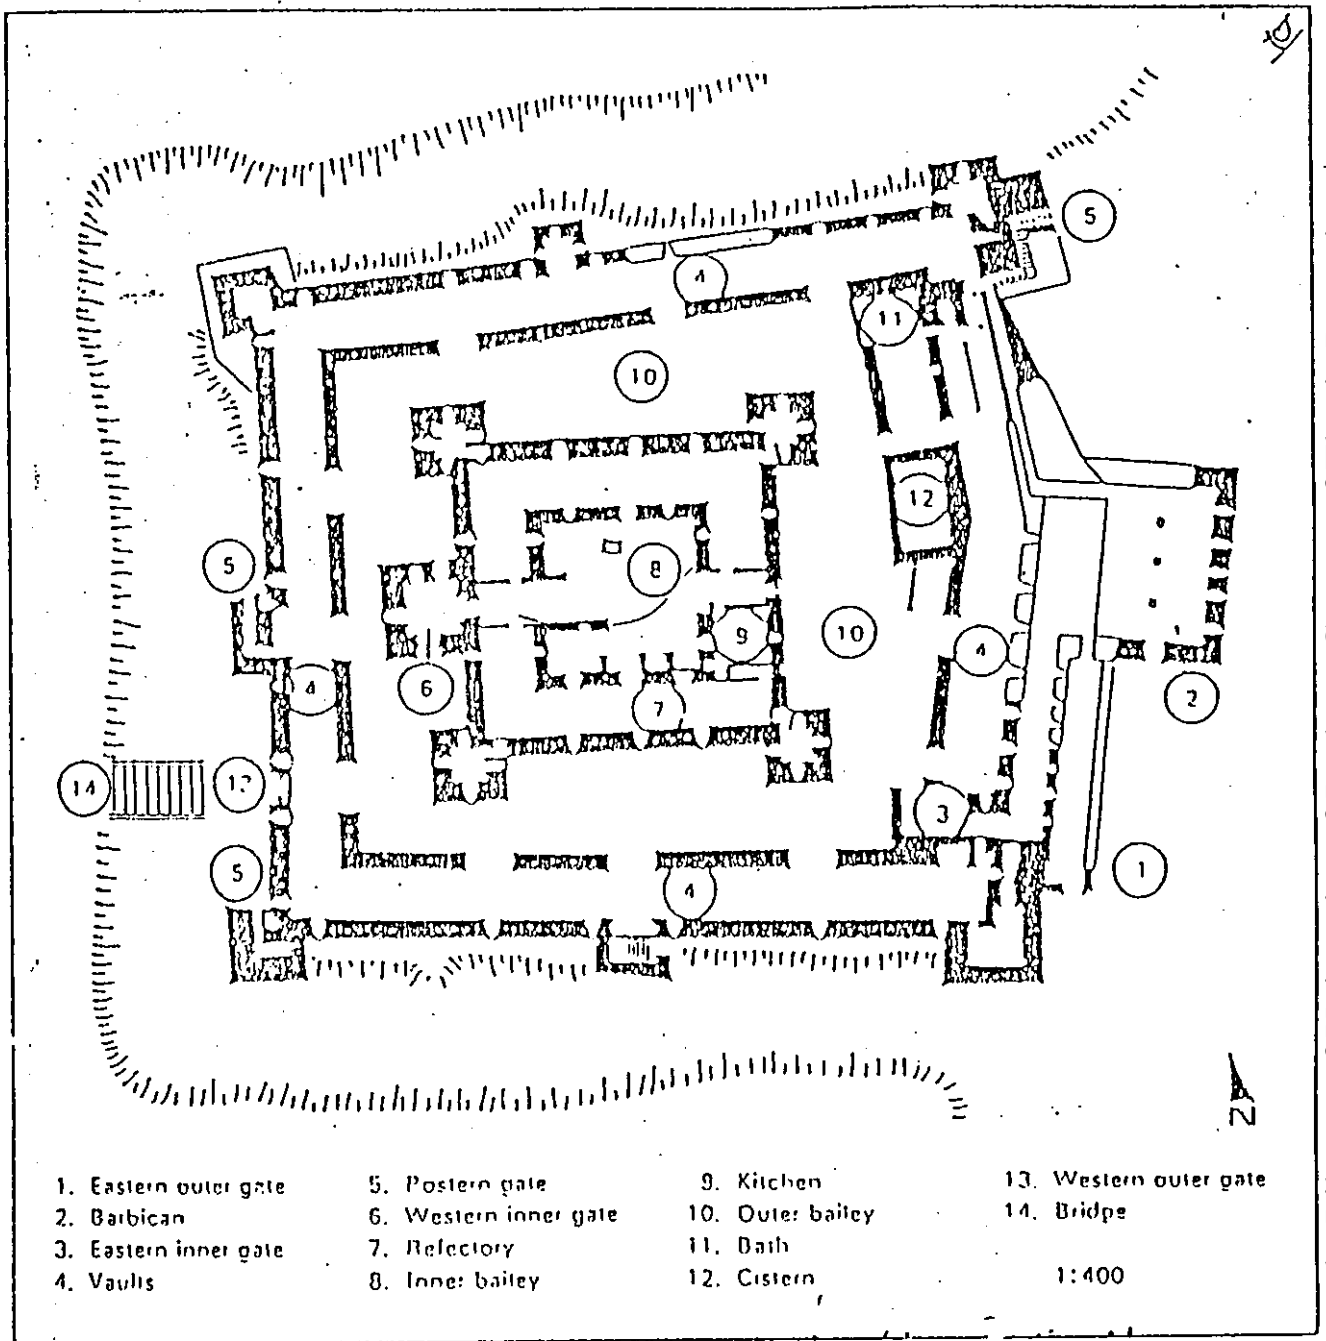 5
4
11
10
12
5
8
9
10
4
4
6
7
2
14
13
3
5
4
1
N
1. Eastern outer gate
2. Barbican
3. Eastern inner gate
4. Vaults
5. Postern gate
6. Western inner gate
7. Refectory
8. Inner bailey
9. Kitchen
10. Outer bailey
11. Bath
12. Cistern
13. Western outer gate
14. Bridge
1:400